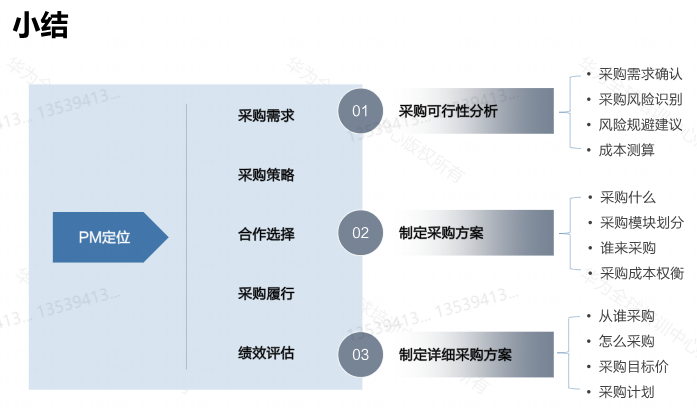 小结
PM定位
采购需求
采购策略
合作选择
采购履行
绩效评估
01
采购可行性分析
• 采购需求确认
• 采购风险识别
• 风险规避建议
• 成本测算
02
制定采购方案
• 采购什么
• 采购模块划分
• 谁来采购
• 采购成本权衡
03
制定详细采购方案
• 从谁采购
• 怎么采购
• 采购目标价
• 采购计划
13539413...
13539413...
13539413...
13539413...